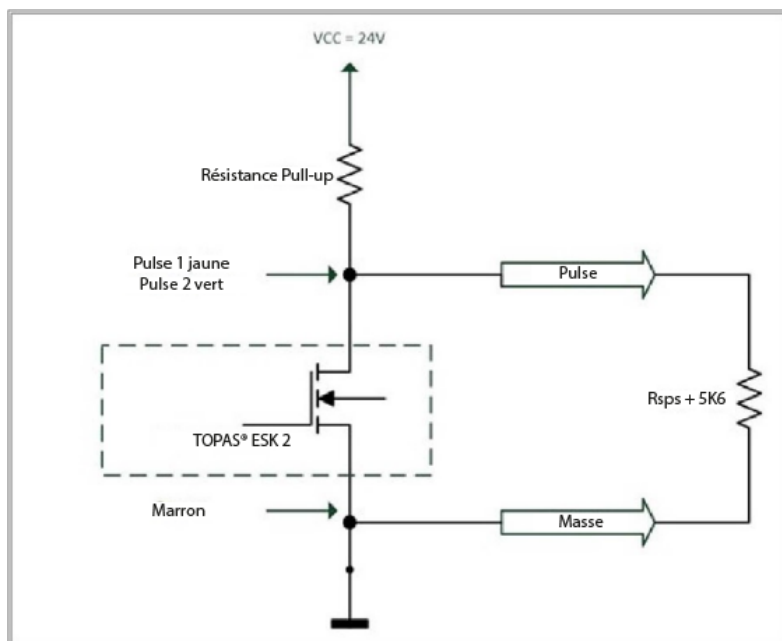 VCC = 24V
Résistance Pull-up
Pulse 1 jaune
Pulse 2 vert
Pulse
Rsps + 5K6
TOPAS® ESK 2
Marron
Masse